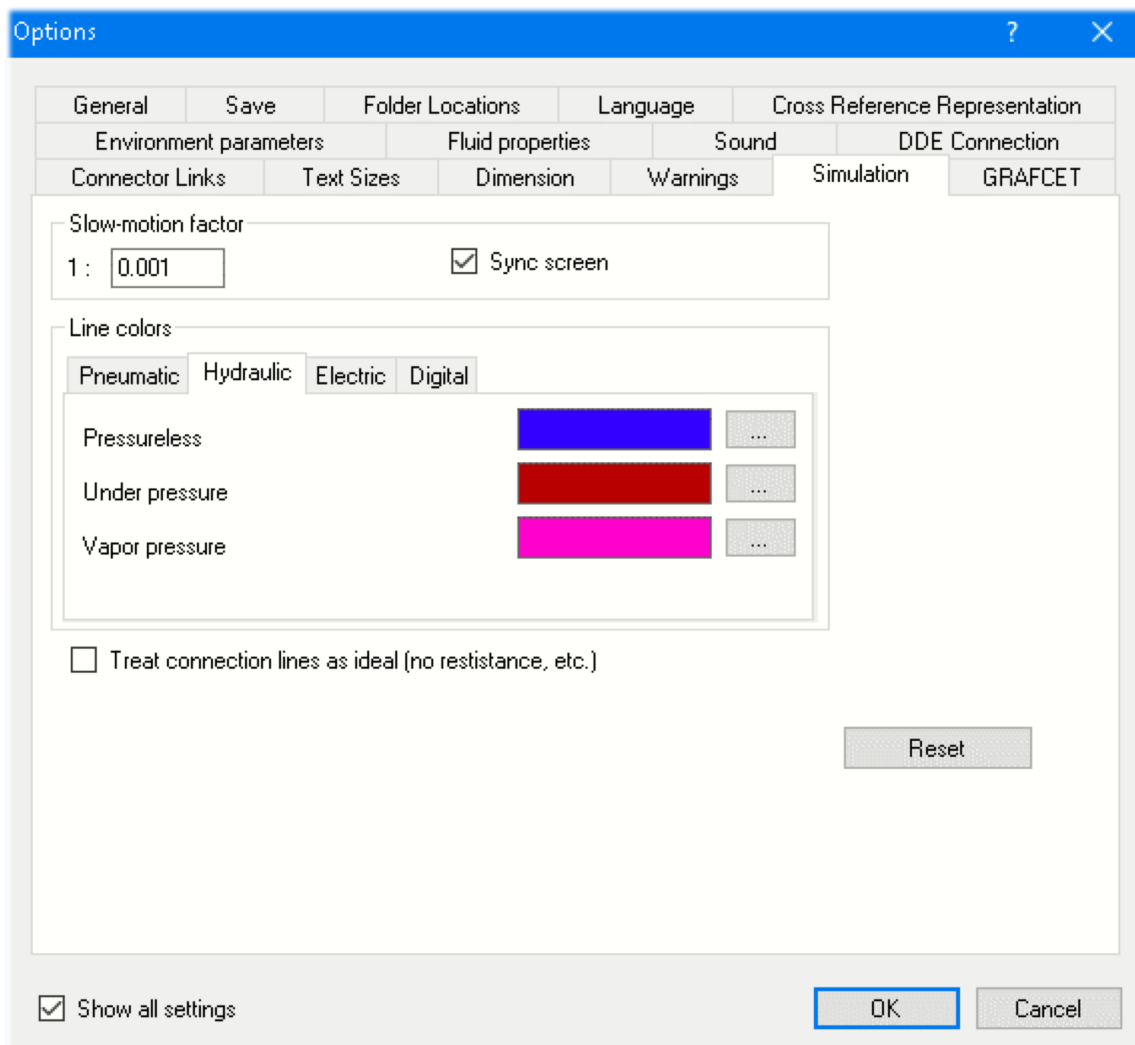 Options ?
General Save Folder Locations Language Cross Reference Representation
Environment parameters Fluid properties Sound DDE Connection
Connector Links Text Sizes Dimension Warnings Simulation GRAFCET
Slow-motion factor
1 : 0.001 Sync screen
Line colors
Pneumatic Hydraulic Electric Digital
Pressureless ...
Under pressure ...
Vapor pressure ...
Treat connection lines as ideal (no restistance, etc.)
Reset
Show all settings OK Cancel